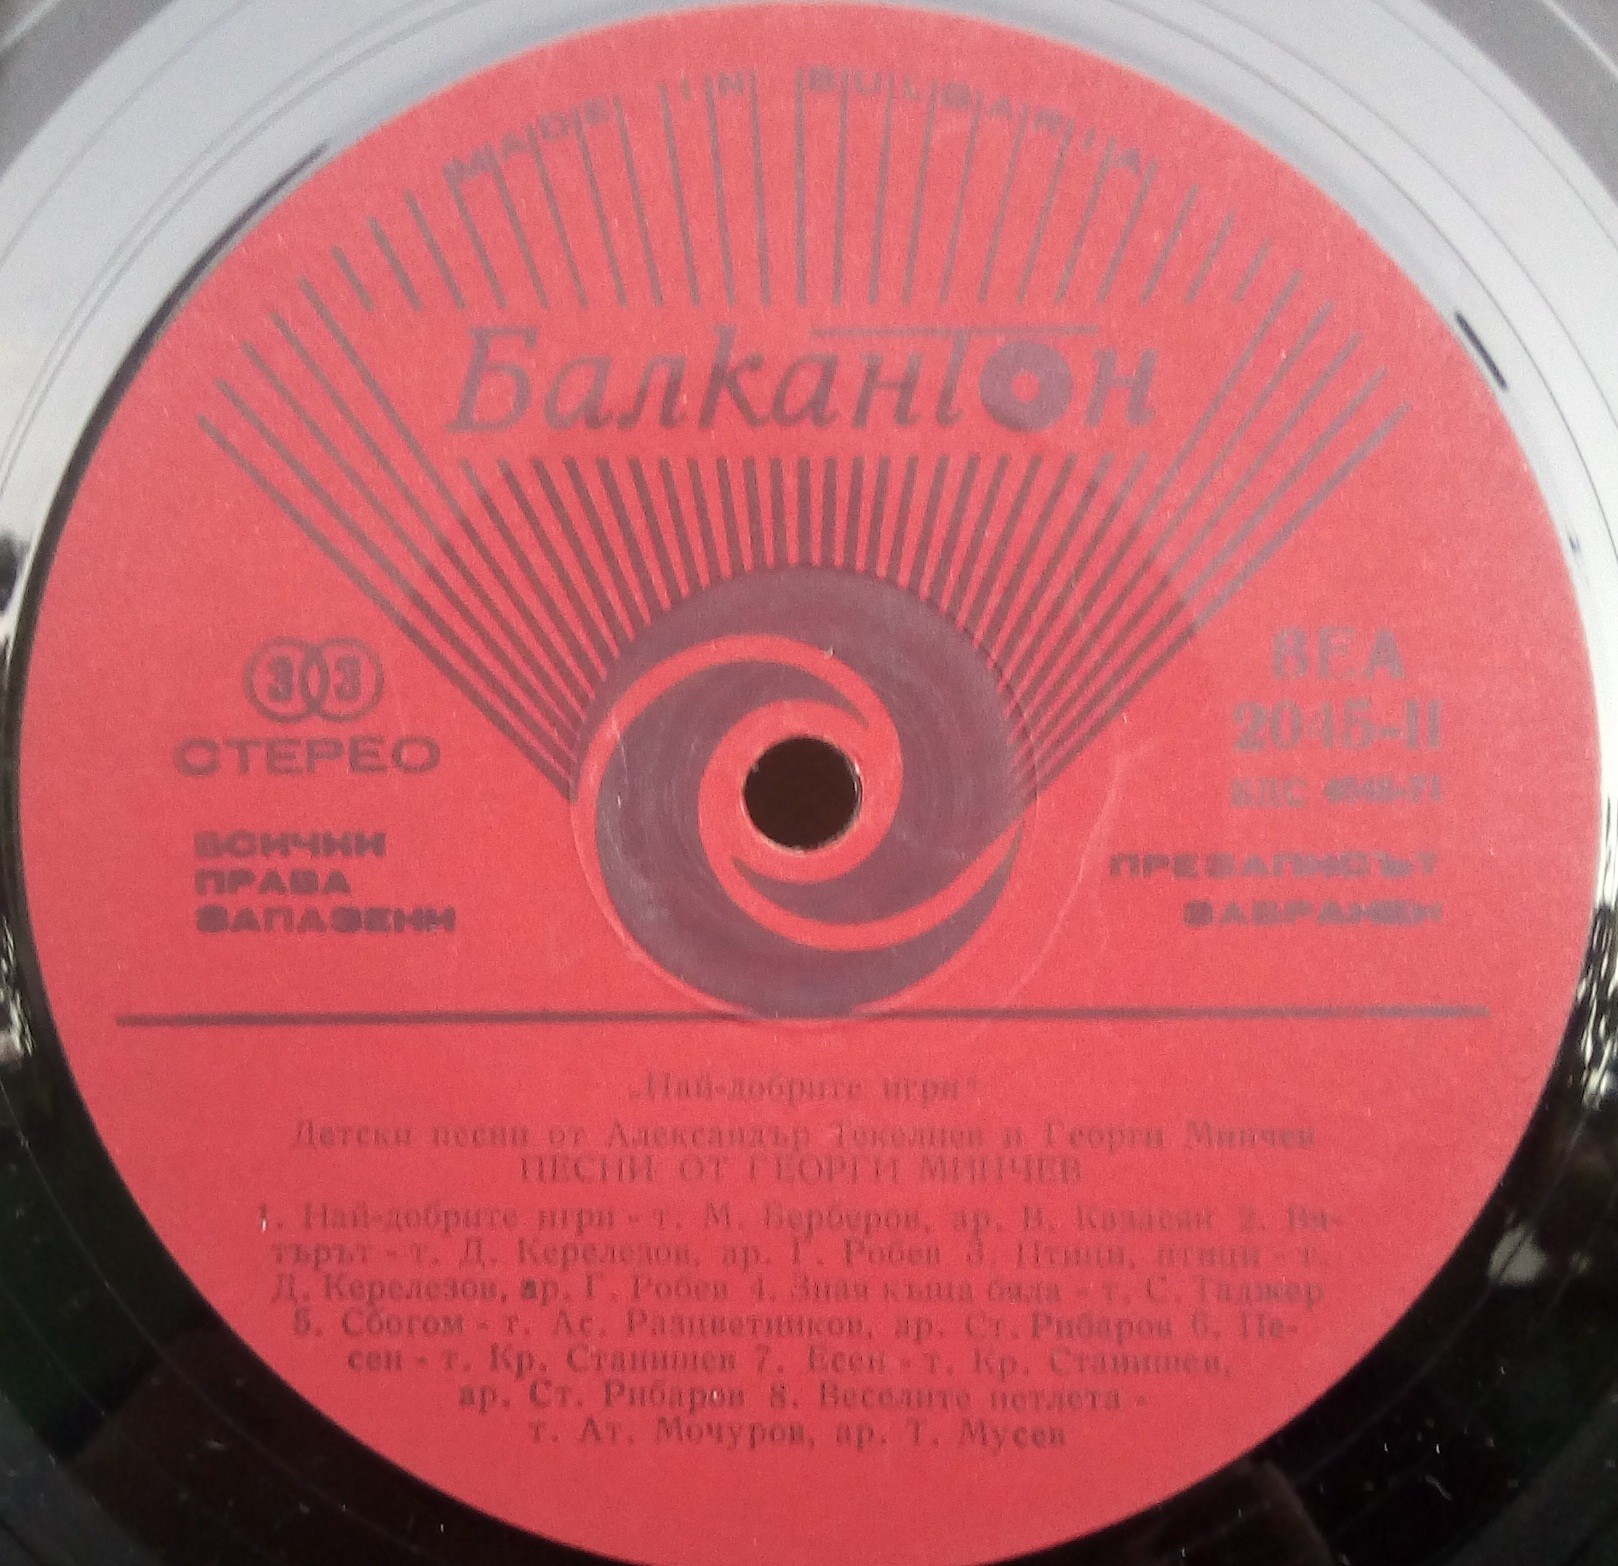 MADE IN BULGARIA
Балкантон
33
СТЕРЕО
ВСИЧКИ
ПРАВА
ЗАПАЗЕНИ
ВЕА
2045-II
БДС
ПРЕЗАПИСЪТ
ЗАБРАНЕН
„Най-добрите игри“
Детски песни от Александър Текелиев и Георги Минчев
ПЕСНИ ОТ ГЕОРГИ МИНЧЕВ
1. Най-добрите игри - т. М. Берберов, ар. В. Казасян 2. Вя-
търът - т. Д. Керелезов, ар. Г. Робев 3. Птици, птици - т.
Д. Керелезов, ар. Г. Робев 4. Зная къща бяла - т. С. Таджер
5. Сбогом - т. Ас. Разцветников, ар. Ст. Рибаров 6. Пе-
сен - т. Кр. Станишев 7. Есен - т. Кр. Станишев,
ар. Ст. Рибаров 8. Веселите петлета -
т. Ат. Мочуров, ар. Т. Мусев